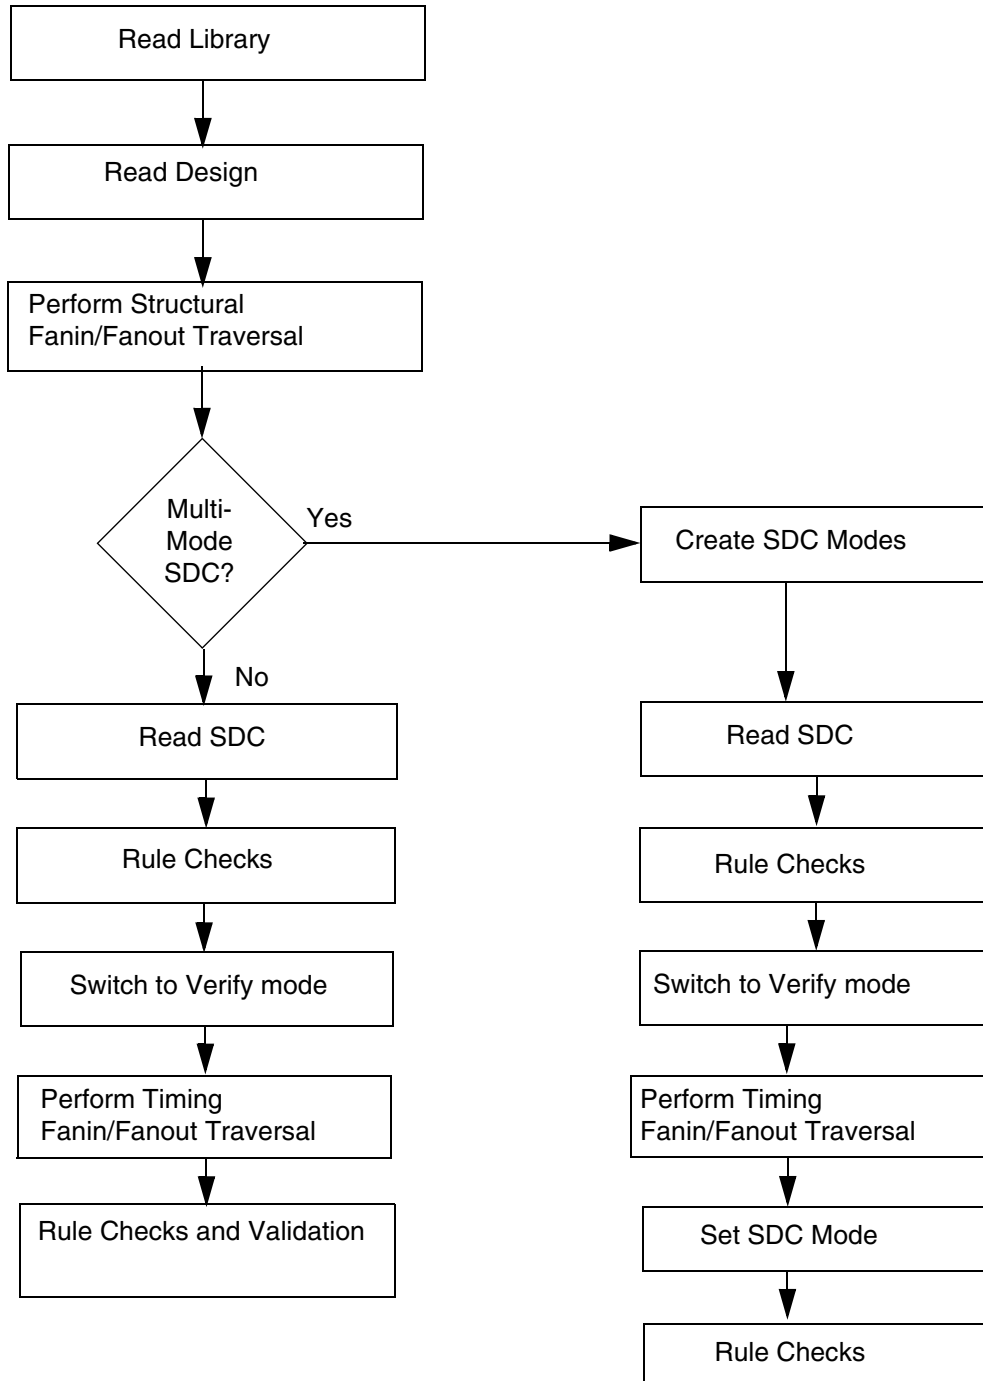 Read Library
Read Design
Perform Structural
Fanin/Fanout Traversal
Multi-
Mode
SDC?
Yes
No
Read SDC
Rule Checks
Switch to Verify mode
Perform Timing
Fanin/Fanout Traversal
Rule Checks and Validation
Create SDC Modes
Read SDC
Rule Checks
Switch to Verify mode
Perform Timing
Fanin/Fanout Traversal
Set SDC Mode
Rule Checks